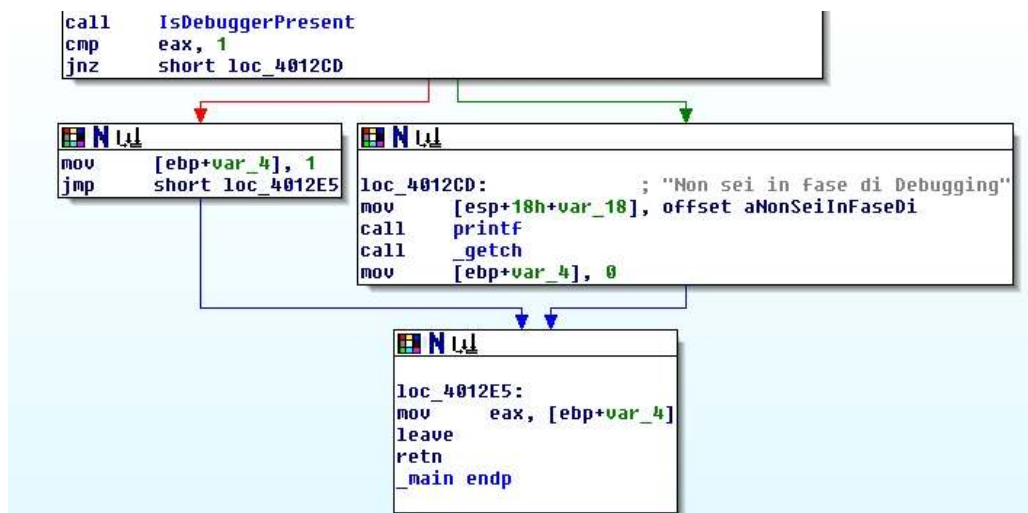 call IsDebuggerPresent
cmp eax, 1
jnz short loc_4012CD
mov [ebp+var_4], 1
jmp short loc_4012E5
loc_4012CD: ; "Non sei in fase di Debugging"
mov [esp+18h+var_18], offset aNonSeiInFaseDi
call printf
call _getch
mov [ebp+var_4], 0
loc_4012E5:
mov eax, [ebp+var_4]
leave
retn
_main endp